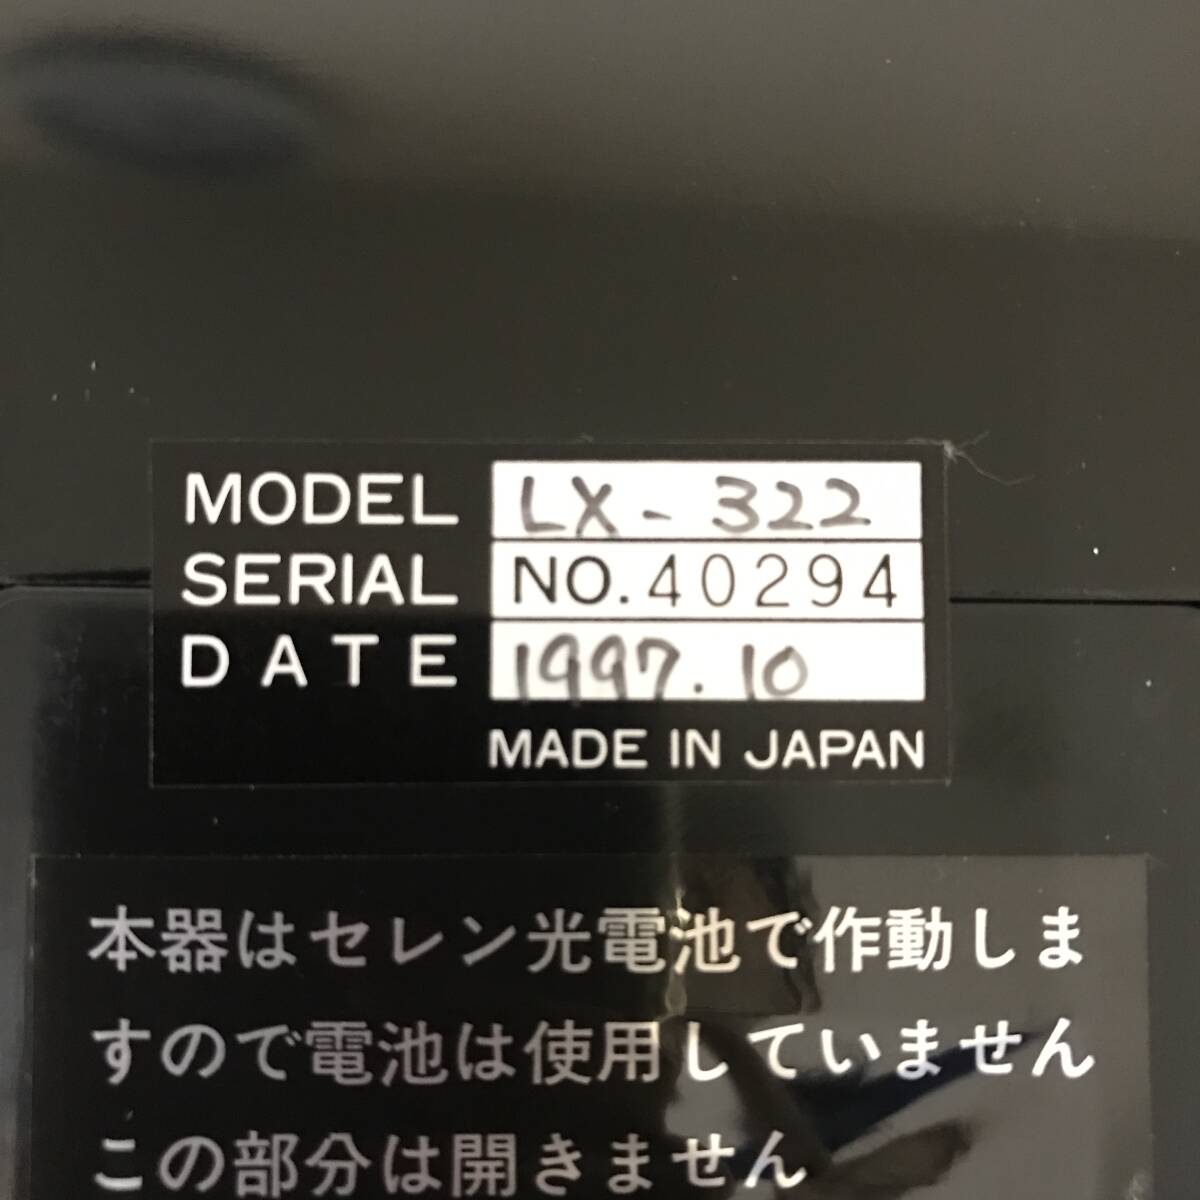 MODEL LX-322
SERIAL NO.40294
DATE 1997.10
MADE IN JAPAN
本器はセレン光電池で作動しま
すので電池は使用していません
この部分は開きません